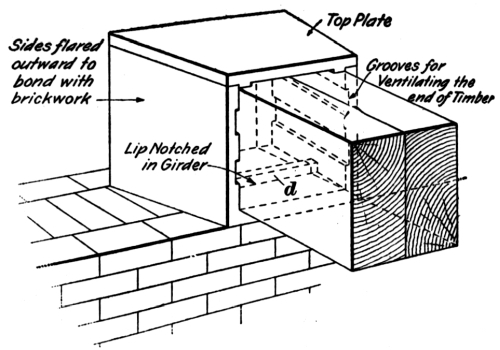 Top Plate
Sides flared
outward to
bond with
brickwork
Grooves for
Ventilating the
end of Timber
Lip Notched
in Girder
d